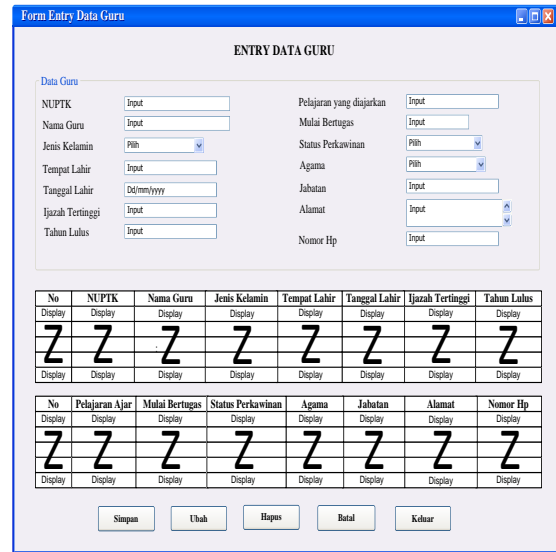 Form Entry Data Guru
ENTRY DATA GURU
Data Guru
NUPTK Input
Nama Guru Input
Jenis Kelamin Pilih
Tempat Lahir Input
Tanggal Lahir Dd/mm/yyyy
Ijazah Tertinggi Input
Tahun Lulus Input
Pelajaran yang diajarkan Input
Mulai Bertugas Input
Status Perkawinan Pilih
Agama Pilih
Jabatan Input
Alamat Input
Nomor Hp Input
No NUPTK Nama Guru Jenis Kelamin Tempat Lahir Tanggal Lahir Ijazah Tertinggi Tahun Lulus
Display Display Display Display Display Display Display Display
Z Z Z Z Z Z Z Z
Display Display Display Display Display Display Display Display
No Pelajaran Ajar Mulai Bertugas Status Perkawinan Agama Jabatan Alamat Nomor Hp
Display Display Display Display Display Display Display Display
Z Z Z Z Z Z Z Z
Display Display Display Display Display Display Display Display
Simpan Ubah Hapus Batal Keluar